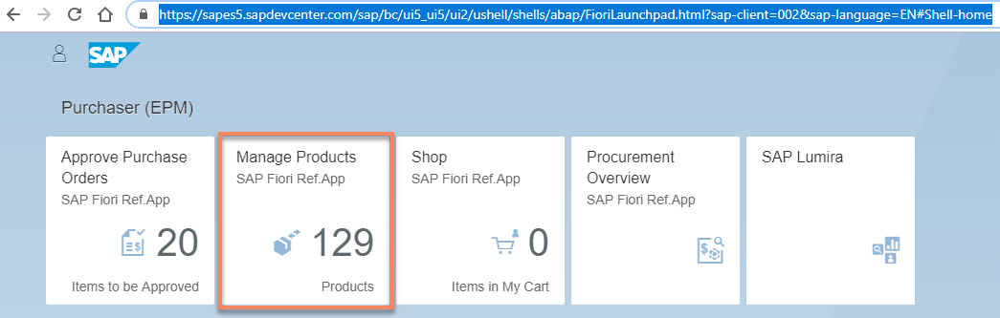 https://sapes5.sapdevcenter.com/sap/bc/ui5_ui5/ui2/ushell/shells/abap/FioriLaunchpad.html?sap-client=002&sap-language=EN#Shell-home
SAP
Purchaser (EPM)
Approve Purchase
Orders
SAP Fiori Ref.App
20
Items to be Approved
Manage Products
SAP Fiori Ref.App
129
Products
Shop
SAP Fiori Ref.App
0
Items in My Cart
Procurement
Overview
SAP Fiori Ref.App
SAP Lumira